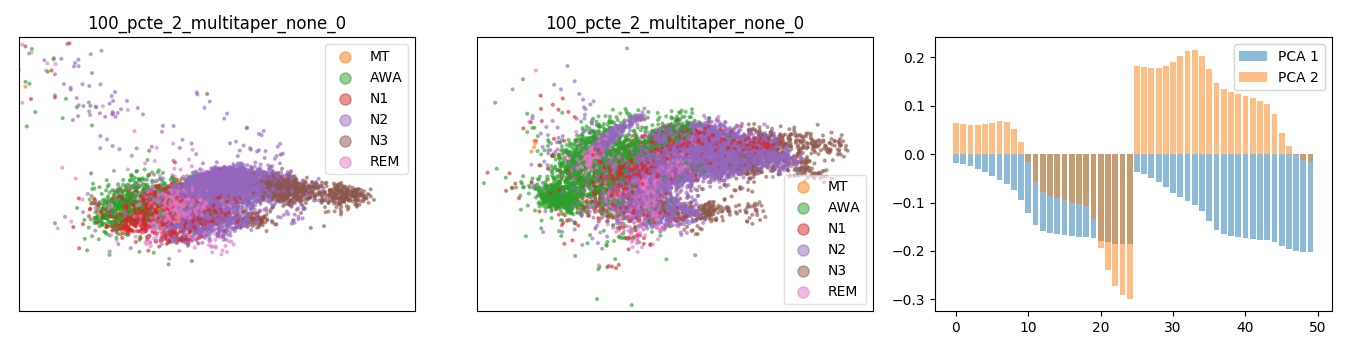 100_pcte_2_multitaper_none_0
MT
AWA
N1
N2
N3
REM
100_pcte_2_multitaper_none_0
MT
AWA
N1
N2
N3
REM
PCA 1
PCA 2
0.2
0.1
0.0
−0.1
−0.2
−0.3
0 10 20 30 40 50